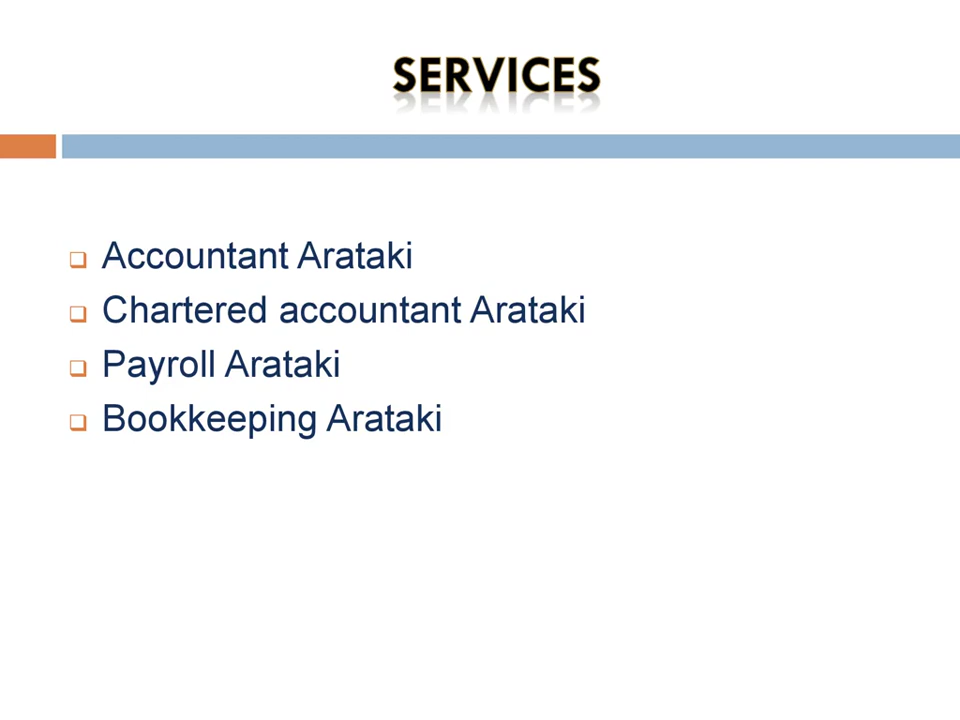 SERVICES
Accountant Arataki
Chartered accountant Arataki
Payroll Arataki
Bookkeeping Arataki